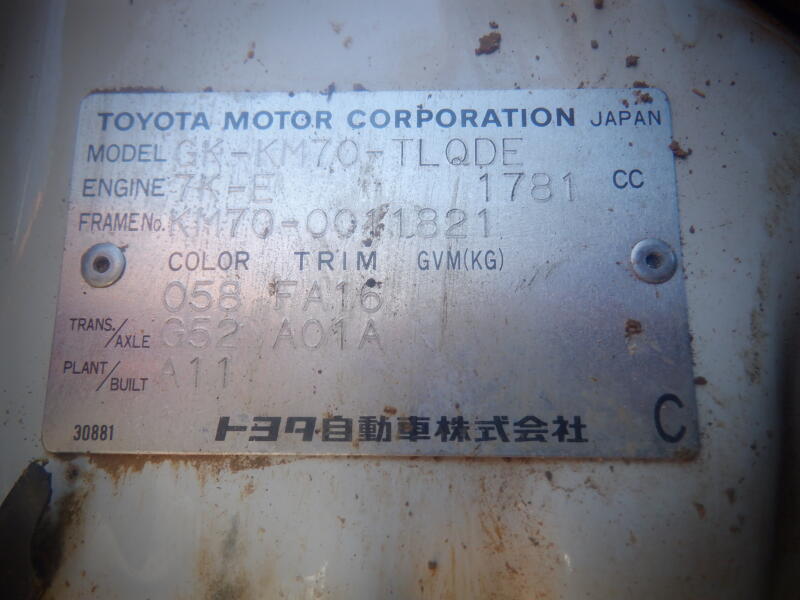 TOYOTA MOTOR CORPORATION JAPAN
MODEL GK-KM70-TLQDE
ENGINE 7K-E 1781 CC
FRAME No. KM70-0011821
COLOR TRIM GVM(KG)
058 FA16
TRANS./AXLE G52 A01A
PLANT/BUILT A11
30881 トヨタ自動車株式会社 C